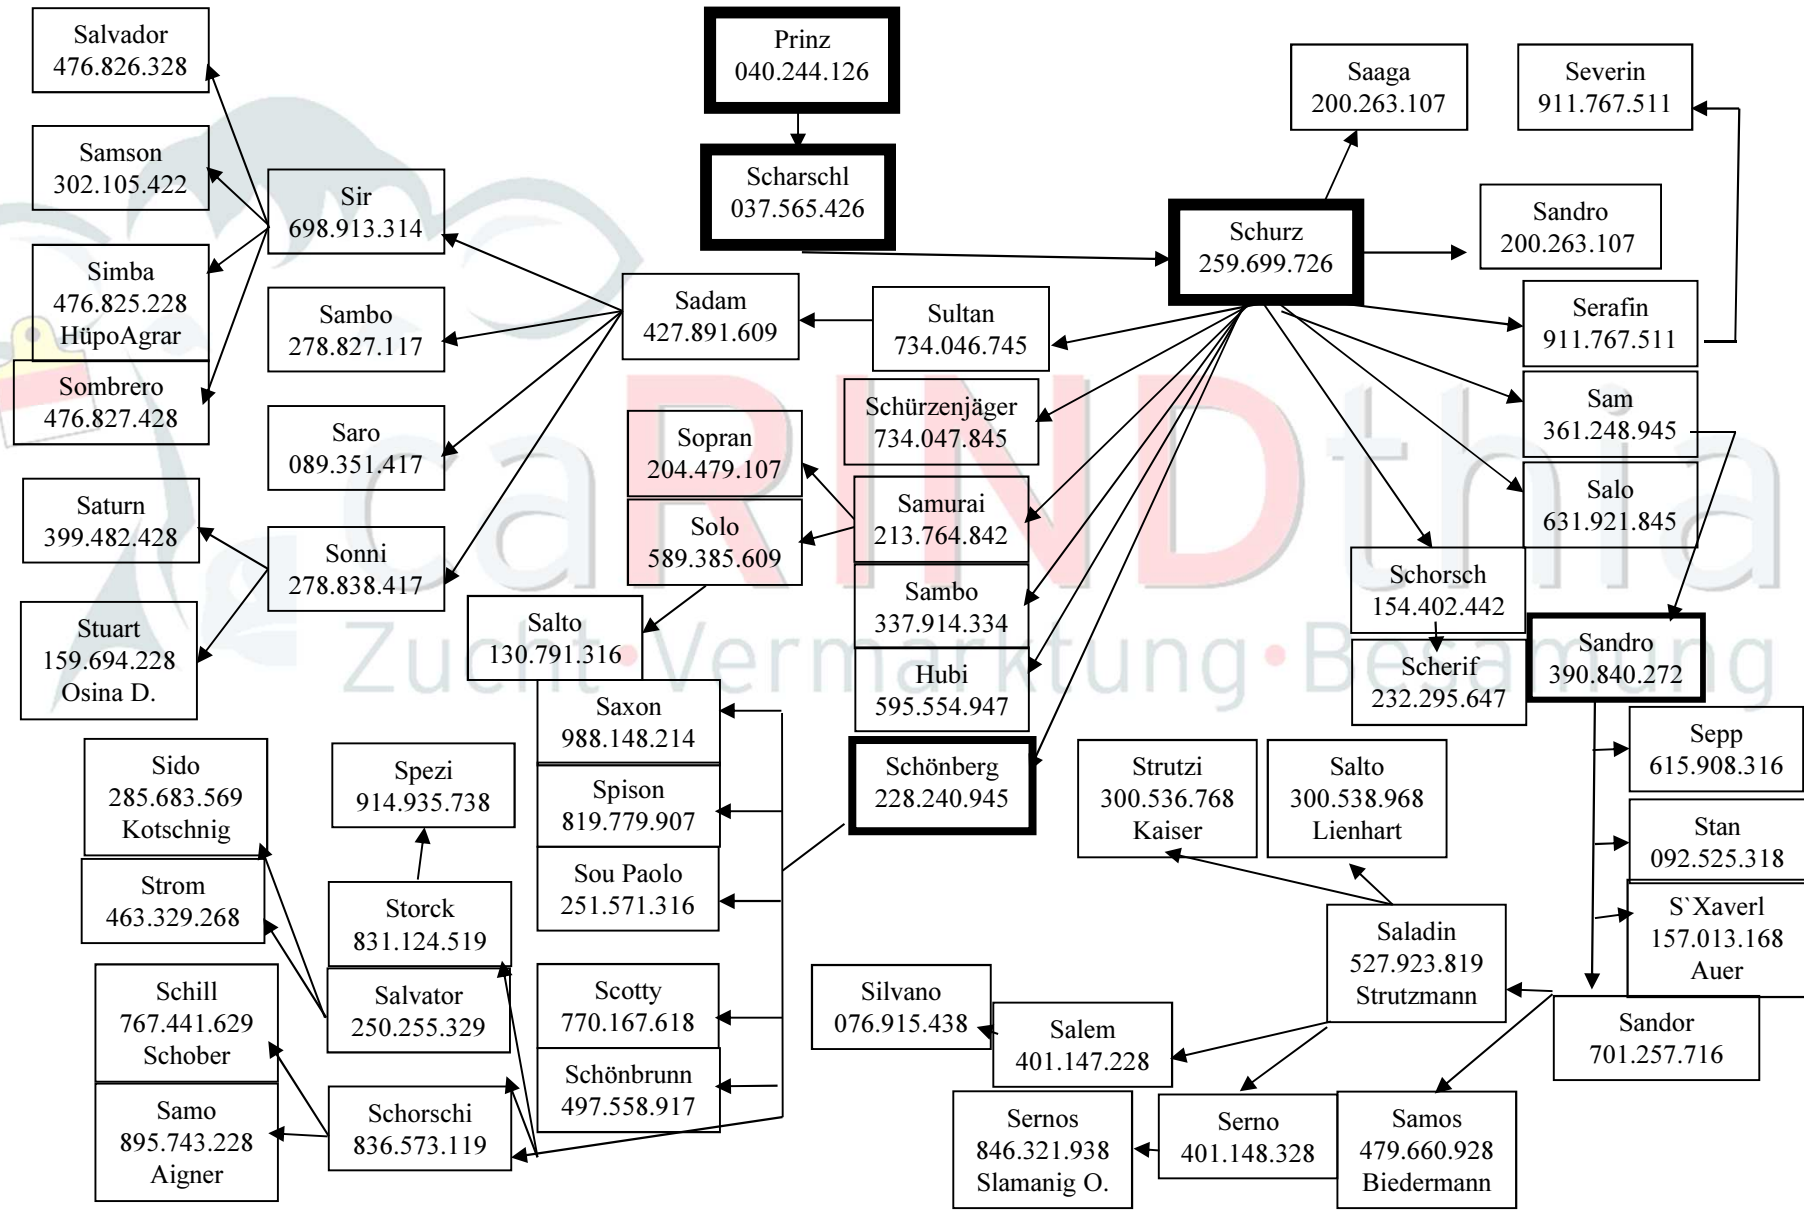 Salvador
476.826.328
Prinz
040.244.126
Saaga
200.263.107
Severin
911.767.511
Samson
302.105.422
Sir
698.913.314
Scharschl
037.565.426
Schurz
259.699.726
Sandro
200.263.107
Simba
476.825.228
HüpoAgrar
Sombrero
476.827.428
Sambo
278.827.117
Sadam
427.891.609
Sultan
734.046.745
Serafin
911.767.511
Saro
089.351.417
Sopran
204.479.107
Schürzenjäger
734.047.845
Sam
361.248.945
Saturn
399.482.428
Sonni
278.838.417
Solo
589.385.609
Samurai
213.764.842
Salo
631.921.845
Stuart
159.694.228
Osina D.
Salto
130.791.316
Sambo
337.914.334
Schorsch
154.402.442
Hubi
595.554.947
Scherif
232.295.647
Sandro
390.840.272
caRINDthia
Zucht•Vermarktung•Besamung
Saxon
988.148.214
Sido
285.683.569
Kotschnig
Spezi
914.935.738
Spison
819.779.907
Schönberg
228.240.945
Strutzi
300.536.768
Kaiser
Salto
300.538.968
Lienhart
Sepp
615.908.316
Stan
092.525.318
Strom
463.329.268
Storck
831.124.519
Sou Paolo
251.571.316
Saladin
527.923.819
Strutzmann
S`Xaverl
157.013.168
Auer
Schill
767.441.629
Schober
Salvator
250.255.329
Scotty
770.167.618
Silvano
076.915.438
Salem
401.147.228
Sandor
701.257.716
Samo
895.743.228
Aigner
Schorschi
836.573.119
Schönbrunn
497.558.917
Sernos
846.321.938
Slamanig O.
Serno
401.148.328
Samos
479.660.928
Biedermann